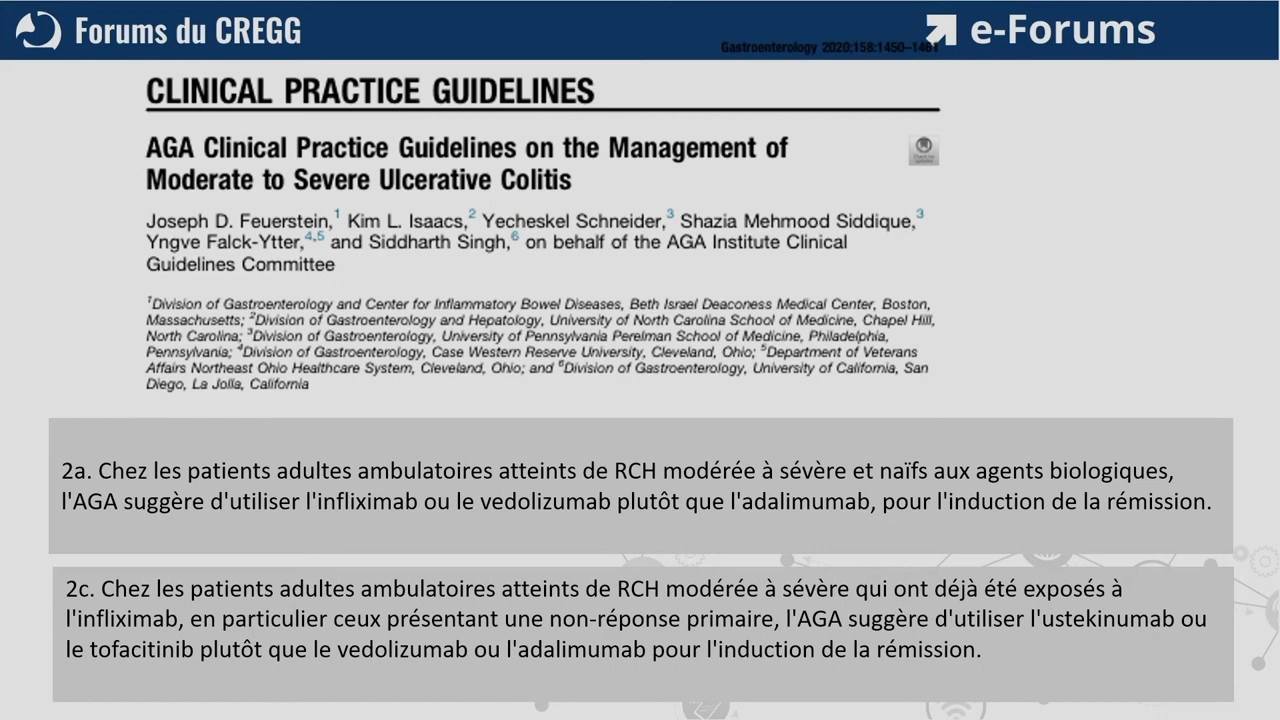 Forums du CREGG
e-Forums
Gastroenterology 2020;158:1450–1461
CLINICAL PRACTICE GUIDELINES
AGA Clinical Practice Guidelines on the Management of
Moderate to Severe Ulcerative Colitis
Joseph D. Feuerstein,1 Kim L. Isaacs,2 Yecheskel Schneider,3 Shazia Mehmood Siddique,3
Yngve Falck-Ytter,4,5 and Siddharth Singh,6 on behalf of the AGA Institute Clinical
Guidelines Committee
1Division of Gastroenterology and Center for Inflammatory Bowel Diseases, Beth Israel Deaconess Medical Center, Boston,
Massachusetts; 2Division of Gastroenterology and Hepatology, University of North Carolina School of Medicine, Chapel Hill,
North Carolina; 3Division of Gastroenterology, University of Pennsylvania Perelman School of Medicine, Philadelphia,
Pennsylvania; 4Division of Gastroenterology, Case Western Reserve University, Cleveland, Ohio; 5Department of Veterans
Affairs Northeast Ohio Healthcare System, Cleveland, Ohio; and 6Division of Gastroenterology, University of California, San
Diego, La Jolla, California
2a. Chez les patients adultes ambulatoires atteints de RCH modérée à sévère et naïfs aux agents biologiques,
l'AGA suggère d'utiliser l'infliximab ou le vedolizumab plutôt que l'adalimumab, pour l'induction de la rémission.
2c. Chez les patients adultes ambulatoires atteints de RCH modérée à sévère qui ont déjà été exposés à
l'infliximab, en particulier ceux présentant une non-réponse primaire, l'AGA suggère d'utiliser l'ustekinumab ou
le tofacitinib plutôt que le vedolizumab ou l'adalimumab pour l'induction de la rémission.